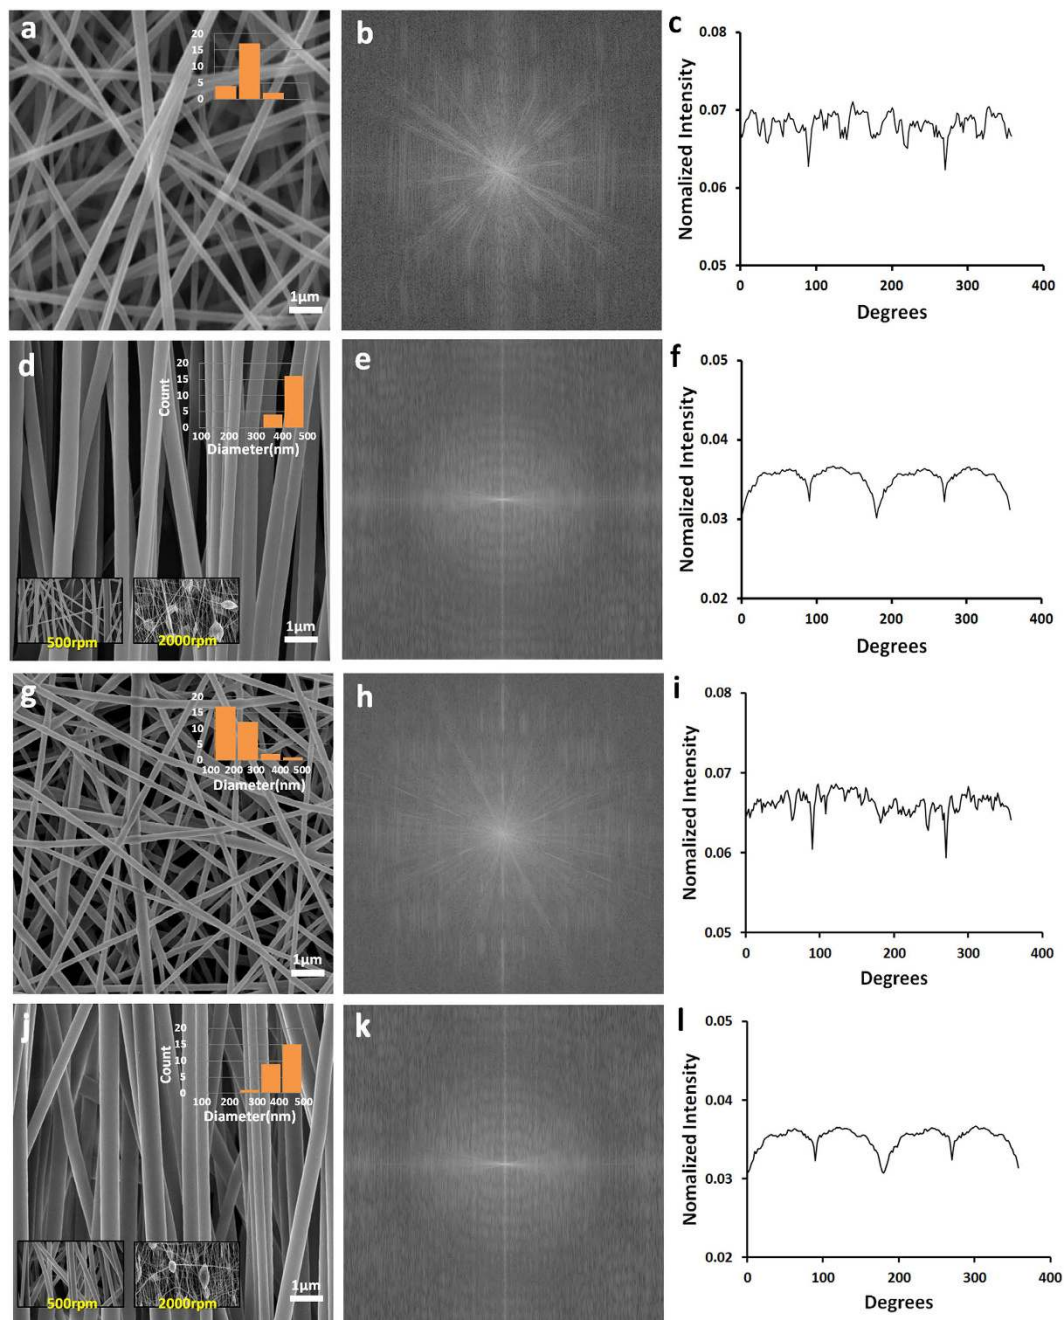 a
20
15
10
5
0
1μm
b
c
0.08
0.07
0.06
0.05
Nomalized Intensity
0 100 200 300 400
Degrees
d
20
15
10
5
0
Count
100 200 300 400 500
Diameter(nm)
500rpm
2000rpm
1μm
e
f
0.05
0.04
0.03
0.02
Nomalized Intensity
0 100 200 300 400
Degrees
g
20
15
10
5
0
100 200 300 400 500
Diameter(nm)
1μm
h
i
0.08
0.07
0.06
0.05
Nomalized Intensity
0 100 200 300 400
Degrees
j
20
15
10
5
0
Count
100 200 300 400 500
Diameter(nm)
500rpm
2000rpm
1μm
k
l
0.05
0.04
0.03
0.02
Nomalized Intensity
0 100 200 300 400
Degrees